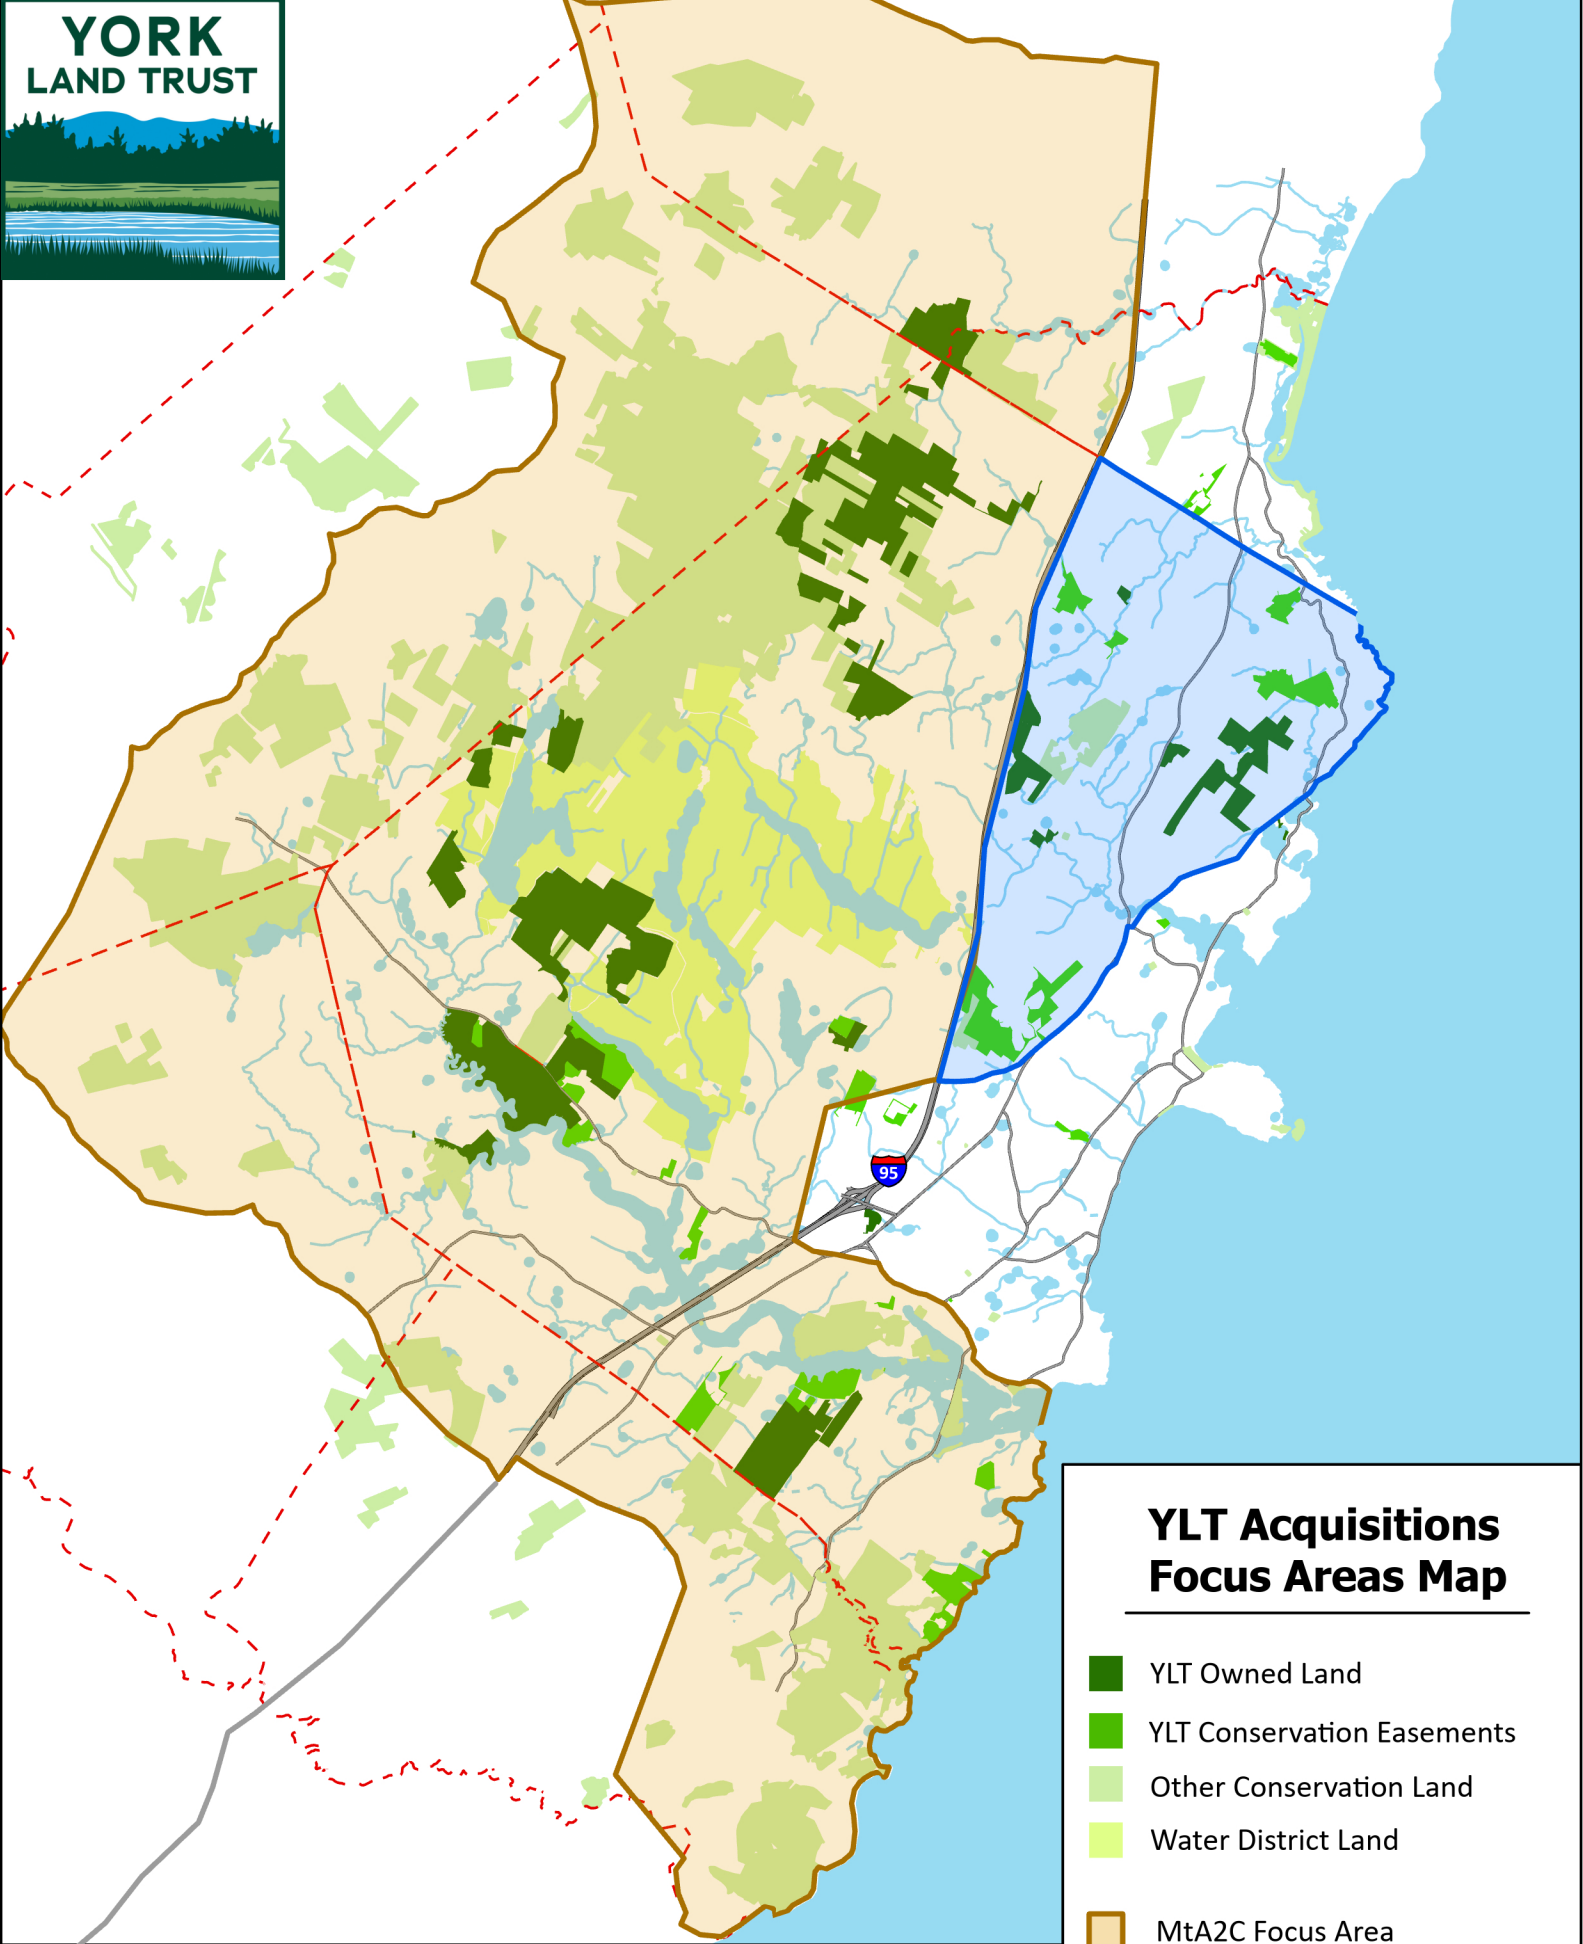 YORK
LAND TRUST
95
YLT Acquisitions
Focus Areas Map
YLT Owned Land
YLT Conservation Easements
Other Conservation Land
Water District Land
MtA2C Focus Area